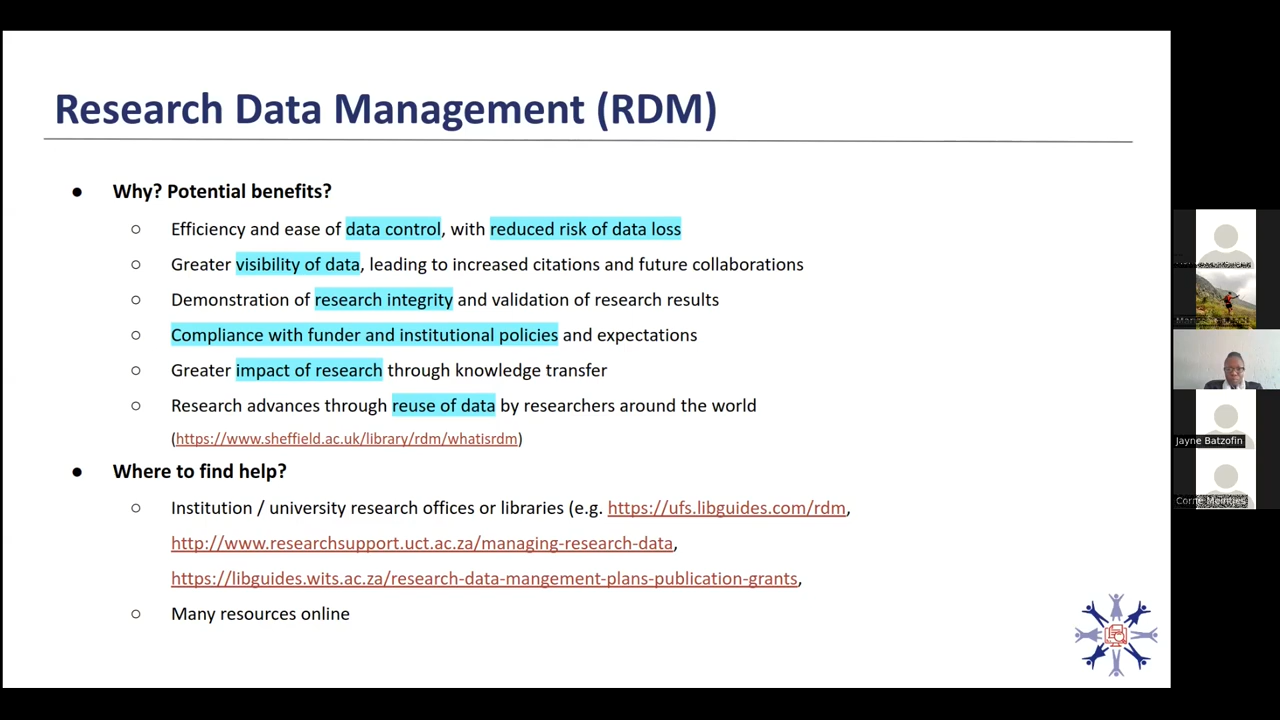 Research Data Management (RDM)
● Why? Potential benefits?
○ Efficiency and ease of data control, with reduced risk of data loss
○ Greater visibility of data, leading to increased citations and future collaborations
○ Demonstration of research integrity and validation of research results
○ Compliance with funder and institutional policies and expectations
○ Greater impact of research through knowledge transfer
○ Research advances through reuse of data by researchers around the world
(https://www.sheffield.ac.uk/library/rdm/whatisrdm)
● Where to find help?
○ Institution / university research offices or libraries (e.g. https://ufs.libguides.com/rdm,
http://www.researchsupport.uct.ac.za/managing-research-data,
https://libguides.wits.ac.za/research-data-mangement-plans-publication-grants,
○ Many resources online
Jayne Batzofin